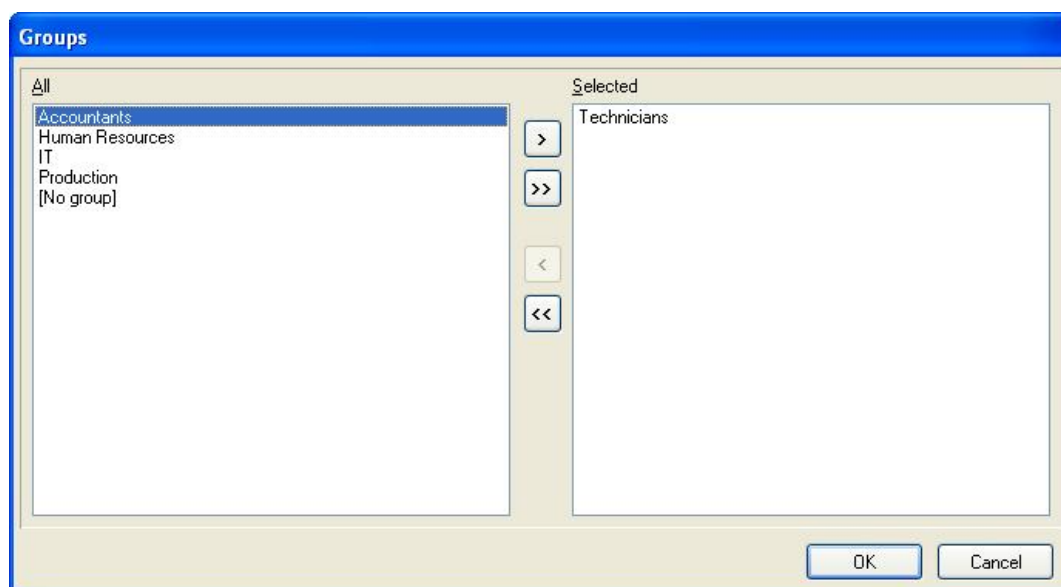 Groups
All
Accountants
Human Resources
IT
Production
[No group]
>
>>
<
<<
Selected
Technicians
OK
Cancel